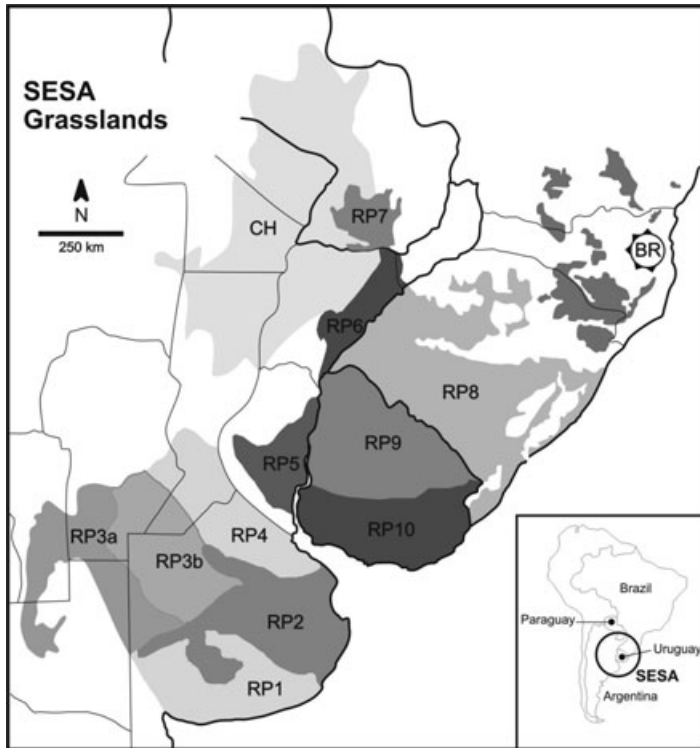 SESA
Grasslands
N
250 km
CH
RP7
BR
RP6
RP8
RP9
RP5
RP10
RP3a
RP4
RP3b
RP2
RP1
Brazil
Paraguay
Uruguay
SESA
Argentina